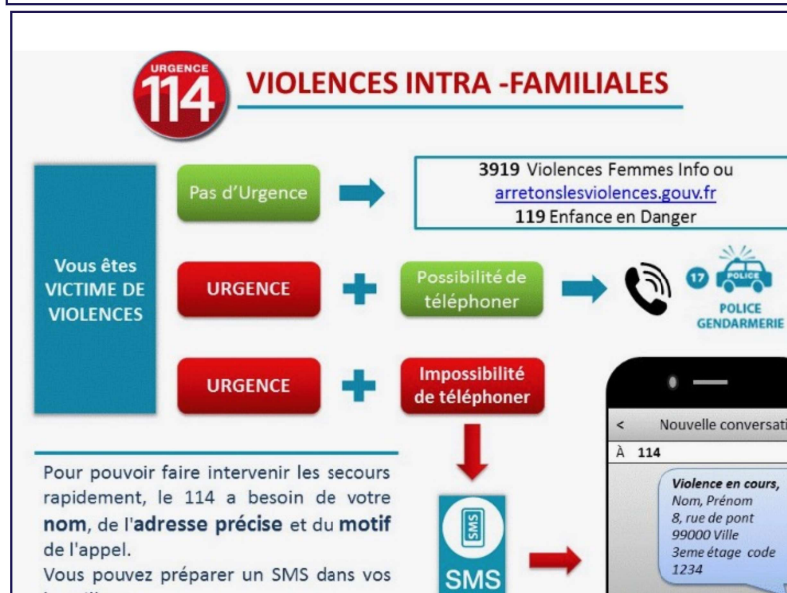 URGENCE
114
VIOLENCES INTRA -FAMILIALES
Vous êtes
VICTIME DE
VIOLENCES
Pas d'Urgence
3919 Violences Femmes Info ou
arretonslesviolences.gouv.fr
119 Enfance en Danger
URGENCE
Possibilité de
téléphoner
17
POLICE
POLICE
GENDARMERIE
URGENCE
Impossibilité
de téléphoner
Pour pouvoir faire intervenir les secours
rapidement, le 114 a besoin de votre
nom, de l'adresse précise et du motif
de l'appel.
Vous pouvez préparer un SMS dans vos
SMS
SMS
< Nouvelle conversati
À 114
Violence en cours,
Nom, Prénom
8, rue de pont
99000 Ville
3eme étage code
1234